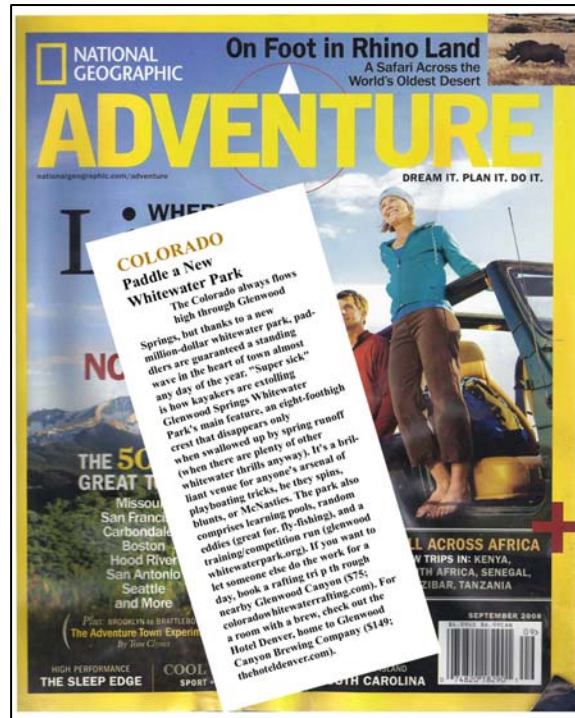 NATIONAL
GEOGRAPHIC
On Foot in Rhino Land
A Safari Across the
World's Oldest Desert
ADVENTURE
nationalgeographic.com/adventure
DREAM IT. PLAN IT. DO IT.
COLORADO
Paddle a New
Whitewater Park
The Colorado always flows
high through Glenwood
Springs, but thanks to a new
million-dollar whitewater park, pad-
dlers are guaranteed a standing
wave in the heart of town almost
any day of the year. "Super sick"
is how kayakers are extolling
Glenwood Springs Whitewater
Park's main feature, an eight-foothigh
crest that disappears only
when swallowed up by spring runoff
(when there are plenty of other
whitewater thrills anyway). It's a bril-
liant venue for anyone's arsenal of
playboating tricks, be they spins,
blunts, or McNasties. The park also
comprises learning pools, random
eddies (great for. fly-fishing), and a
training/competition run (glenwood
whitewaterpark.org). If you want to
let someone else do the work for a
day, book a rafting tri p th rough
nearby Glenwood Canyon ($75;
coloradowhitewaterrafting.com). For
a room with a brew, check out the
Hotel Denver, home to Glenwood
Canyon Brewing Company ($149;
thehoteldenver.com).
NO
THE 50
GREAT
San
Carbondale
Boston
Hood River
San Antonio
Seattle
and More
Plus: BROOKLYN to
The Adventure Town
By Tom Clynes
HIGH PERFORMANCE
THE SLEEP EDGE
COOL
SPORT
ALL ACROSS AFRICA
TRIPS IN: KENYA,
AFRICA, SENEGAL,
TANZANIA
SEPTEMBER 2008
CAROLINA